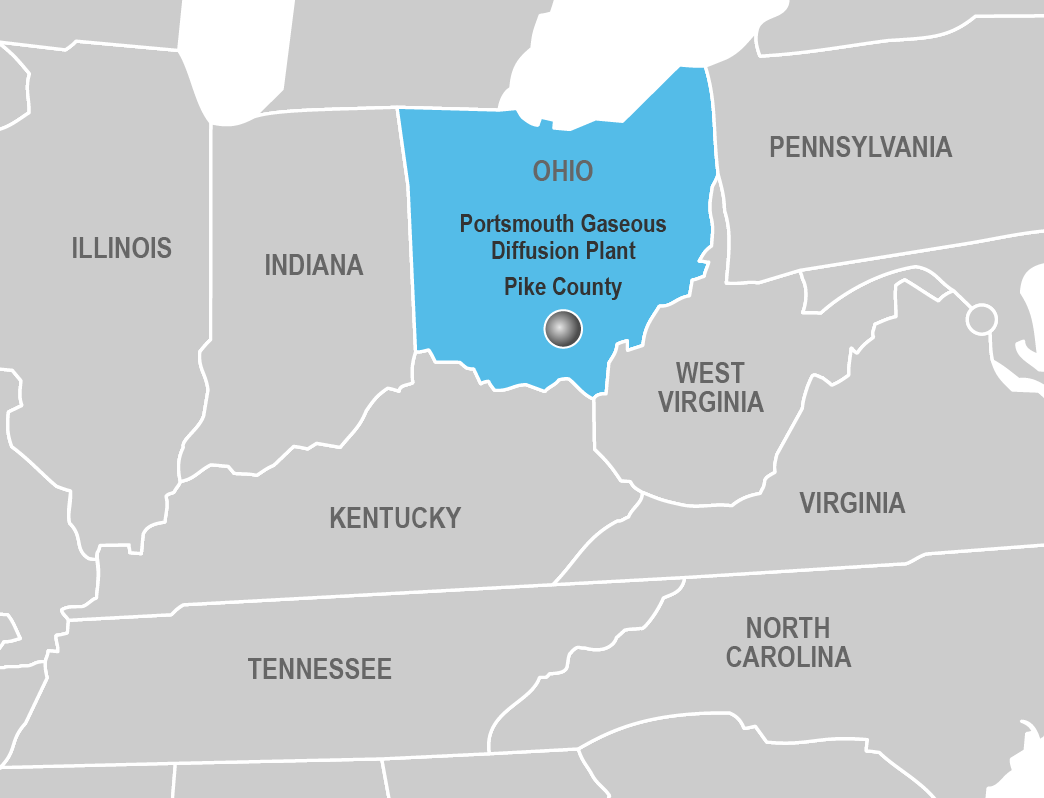 OHIO
PENNSYLVANIA
Portsmouth Gaseous
Diffusion Plant
Pike County
ILLINOIS
INDIANA
WEST
VIRGINIA
KENTUCKY
VIRGINIA
NORTH
CAROLINA
TENNESSEE